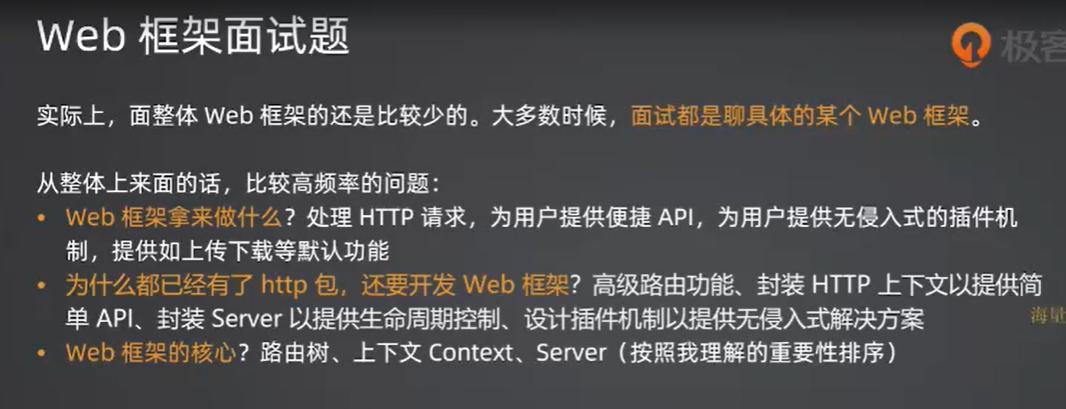 Web 框架面试题
极客
实际上，面整体 Web 框架的还是比较少的。大多数时候，面试都是聊具体的某个 Web 框架。
从整体上来面的话，比较高频率的问题：
• Web 框架拿来做什么？处理 HTTP 请求，为用户提供便捷 API，为用户提供无侵入式的插件机
制，提供如上传下载等默认功能
• 为什么都已经有了 http 包，还要开发 Web 框架？高级路由功能、封装 HTTP 上下文以提供简
单 API、封装 Server 以提供生命周期控制、设计插件机制以提供无侵入式解决方案
海量
• Web 框架的核心？路由树、上下文 Context、Server（按照我理解的重要性排序）